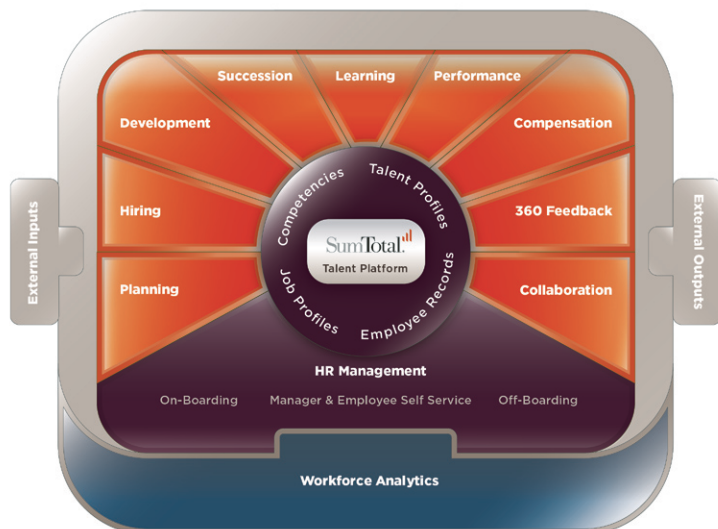 Succession
Learning
Performance
Development
Compensation
Hiring
360 Feedback
Planning
Collaboration
External Inputs
External Outputs
Competencies
Talent Profiles
Job Profiles
Employee Records
SumTotal.
Talent Platform
HR Management
On-Boarding
Manager & Employee Self Service
Off-Boarding
Workforce Analytics